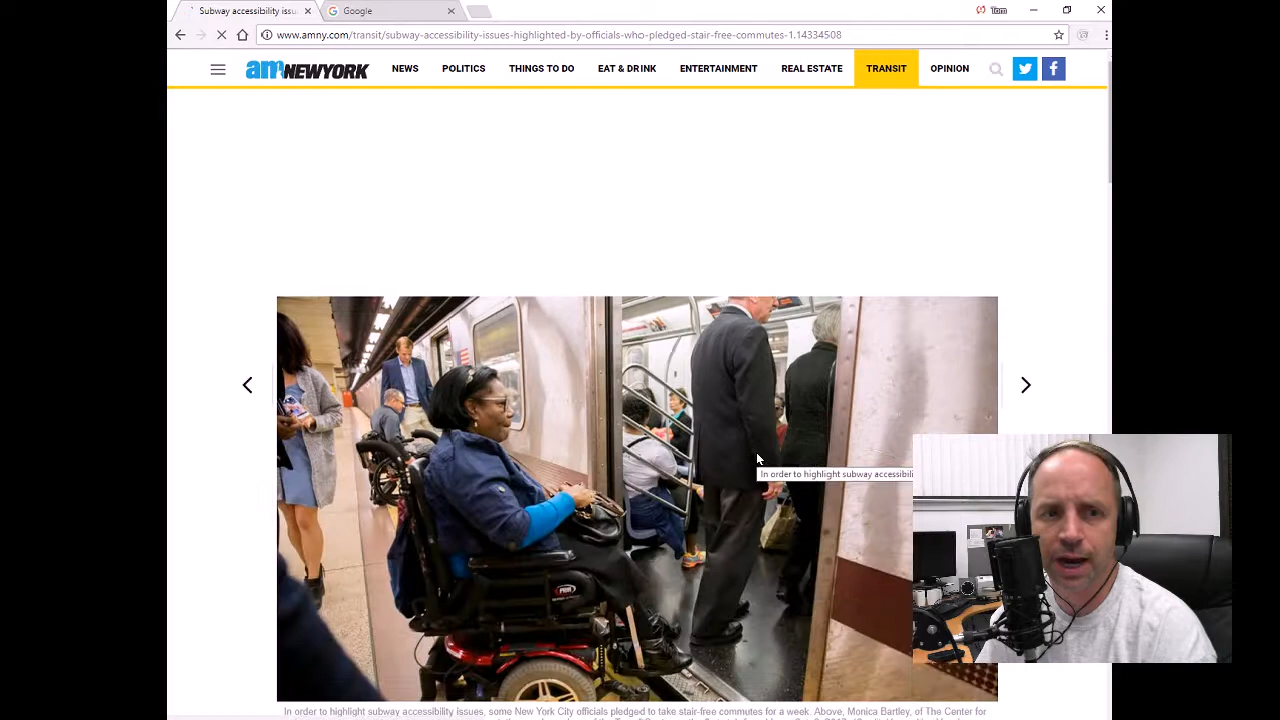 Subway accessibility issu
Google
Tom
www.amny.com/transit/subway-accessibility-issues-highlighted-by-officials-who-pledged-stair-free-commutes-1.14334508
amNEWYORK
NEWS
POLITICS
THINGS TO DO
EAT & DRINK
ENTERTAINMENT
REAL ESTATE
TRANSIT
OPINION
In order to highlight subway accessibili
In order to highlight subway accessibility issues, some New York City officials pledged to take stair-free commutes for a week. Above, Monica Bartley, of The Center for